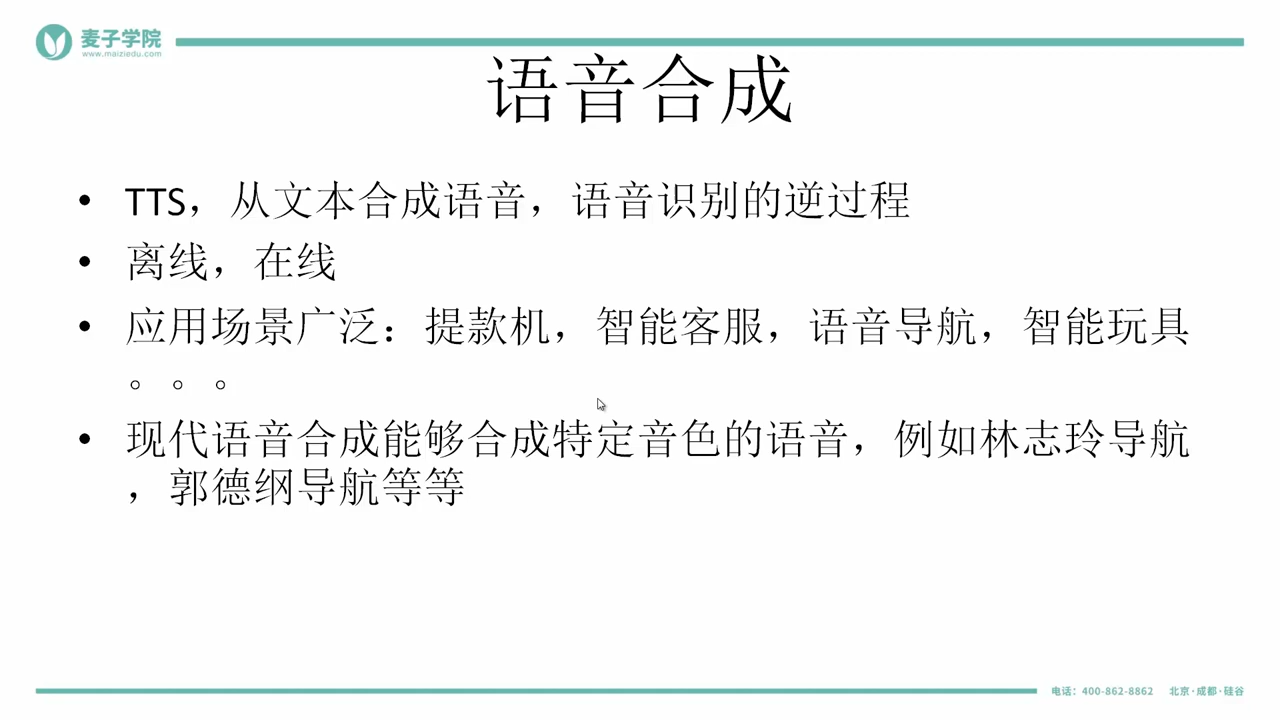 麦子学院
www.maiziedu.com
语音合成
• TTS，从文本合成语音，语音识别的逆过程
• 离线，在线
• 应用场景广泛：提款机，智能客服，语音导航，智能玩具
。。。
• 现代语音合成能够合成特定音色的语音，例如林志玲导航
，郭德纲导航等等
电话：400-862-8862 北京·成都·硅谷